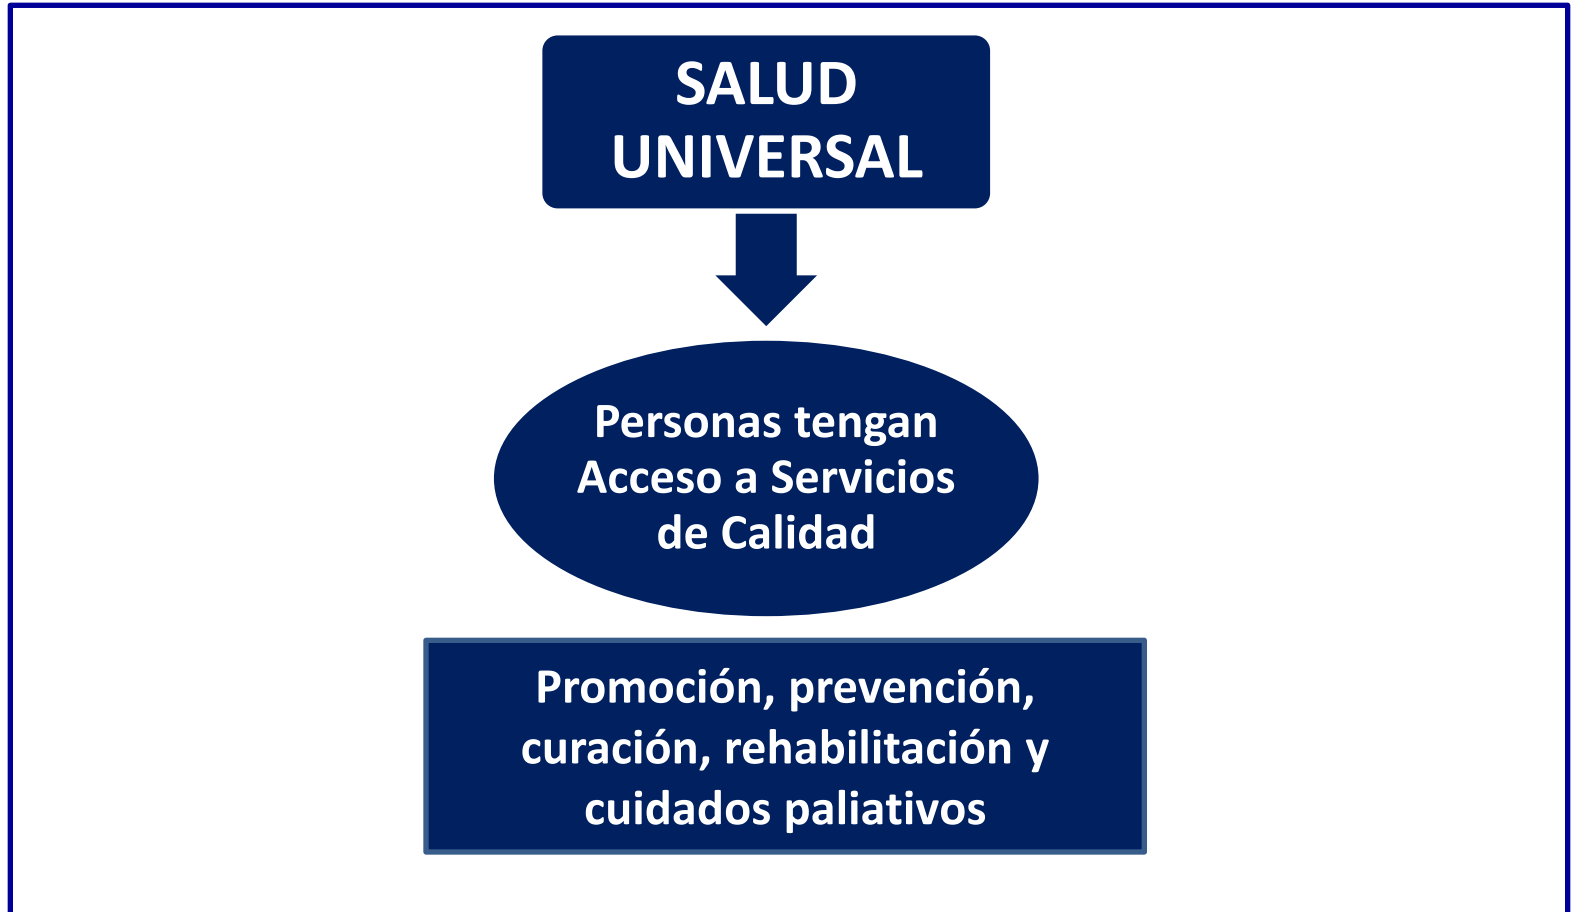 SALUD
UNIVERSAL
Personas tengan
Acceso a Servicios
de Calidad
Promoción, prevención,
curación, rehabilitación y
cuidados paliativos